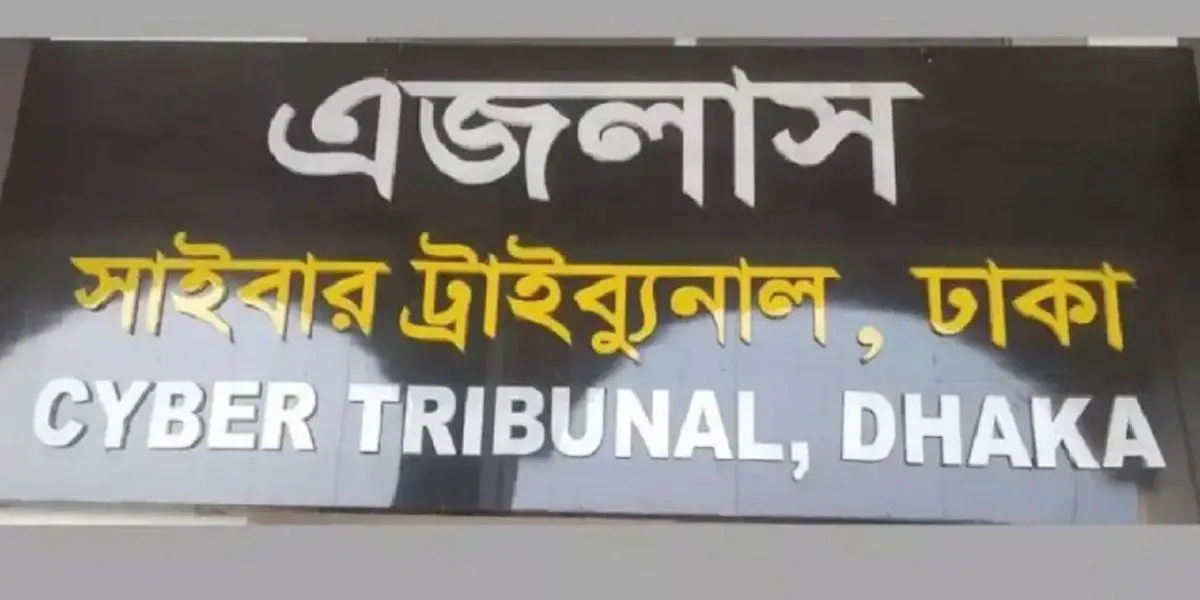 এজলাস
সাইবার ট্রাইব্যুনাল , ঢাকা
CYBER TRIBUNAL, DHAKA